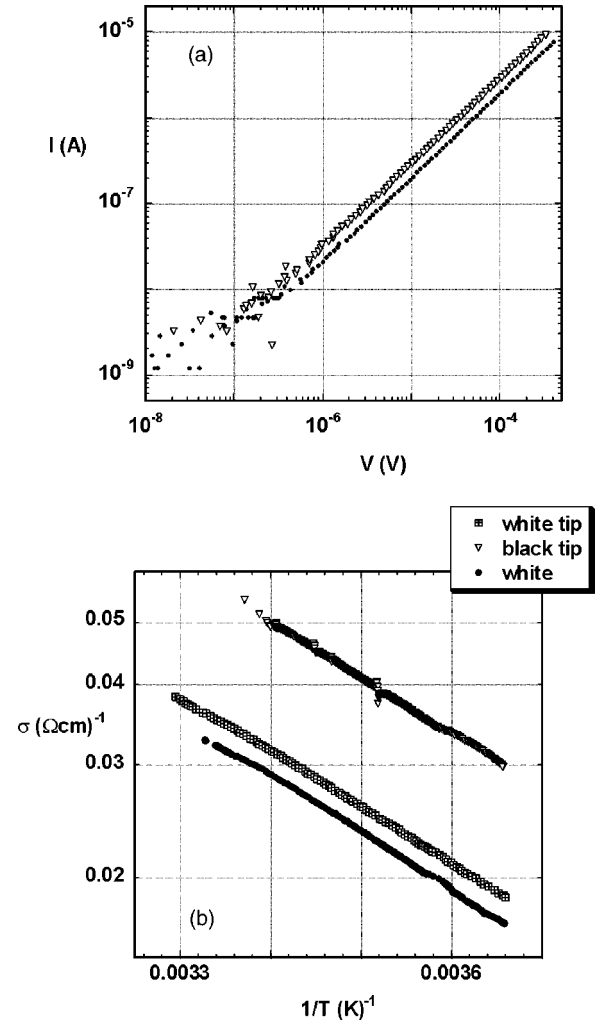 10⁻⁵
(a)
I (A)
10⁻⁷
10⁻⁹
10⁻⁸ 10⁻⁶ 10⁻⁴
V (V)
white tip
black tip
white
0.05
0.04
σ (Ωcm)⁻¹
0.03
0.02
(b)
0.0033 0.0036
1/T (K)⁻¹